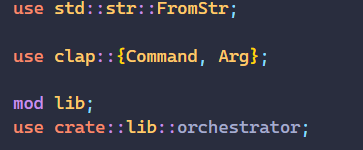 use std::str::FromStr;
use clap::{Command, Arg};
mod lib;
use crate::lib::orchestrator;